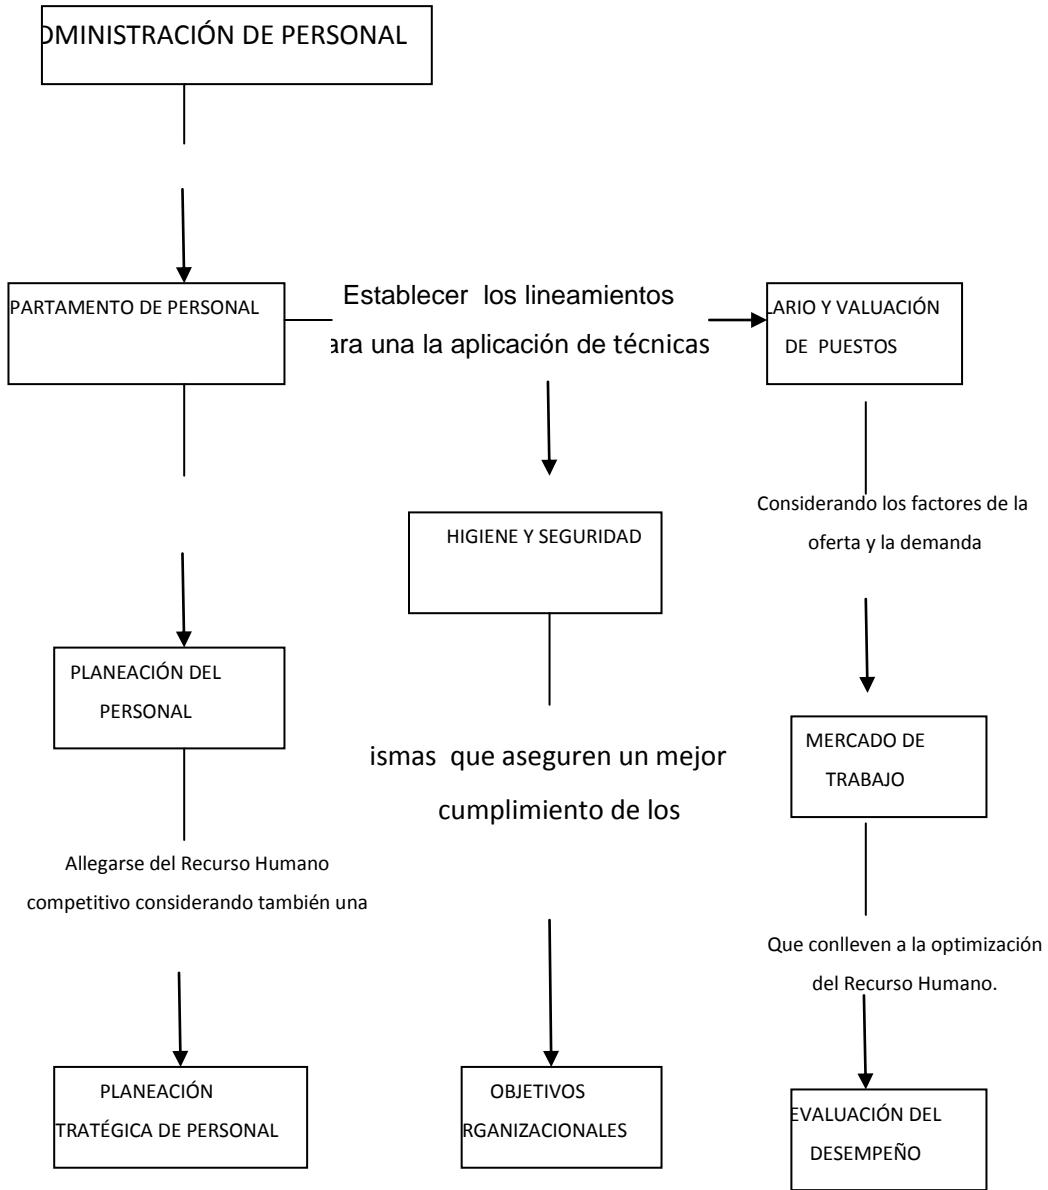 DMINISTRACIÓN DE PERSONAL
PARTAMENTO DE PERSONAL
Establecer los lineamientos
ara una la aplicación de técnicas
LARIO Y VALUACIÓN
DE PUESTOS
HIGIENE Y SEGURIDAD
Considerando los factores de la
oferta y la demanda
PLANEACIÓN DEL
PERSONAL
ismas que aseguren un mejor
cumplimiento de los
MERCADO DE
TRABAJO
Allegarse del Recurso Humano
competitivo considerando también una
Que conlleven a la optimización
del Recurso Humano.
PLANEACIÓN
TRATÉGICA DE PERSONAL
OBJETIVOS
RGANIZACIONALES
EVALUACIÓN DEL
DESEMPEÑO